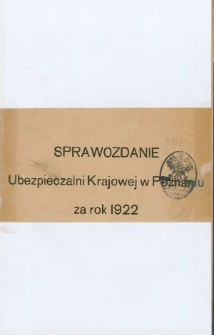 SPRAWOZDANIE
Ubezpieczalni Krajowej w Poznaniu
za rok 1922